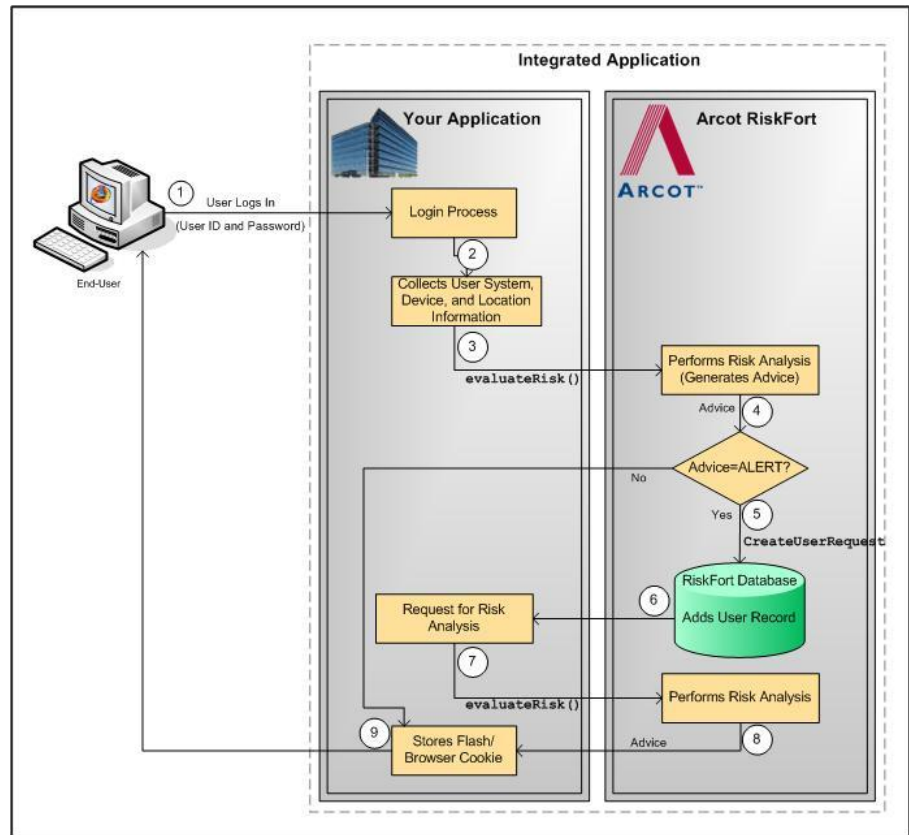 Integrated Application
Your Application
Arcot RiskFort
ARCOT™
1
User Logs In
(User ID and Password)
End-User
Login Process
2
Collects User System,
Device, and Location
Information
3
evaluateRisk()
Performs Risk Analysis
(Generates Advice)
Advice
4
Advice=ALERT?
No
Yes
5
CreateUserRequest
RiskFort Database
Adds User Record
6
Request for Risk
Analysis
7
evaluateRisk()
Performs Risk Analysis
8
Advice
9
Stores Flash/
Browser Cookie